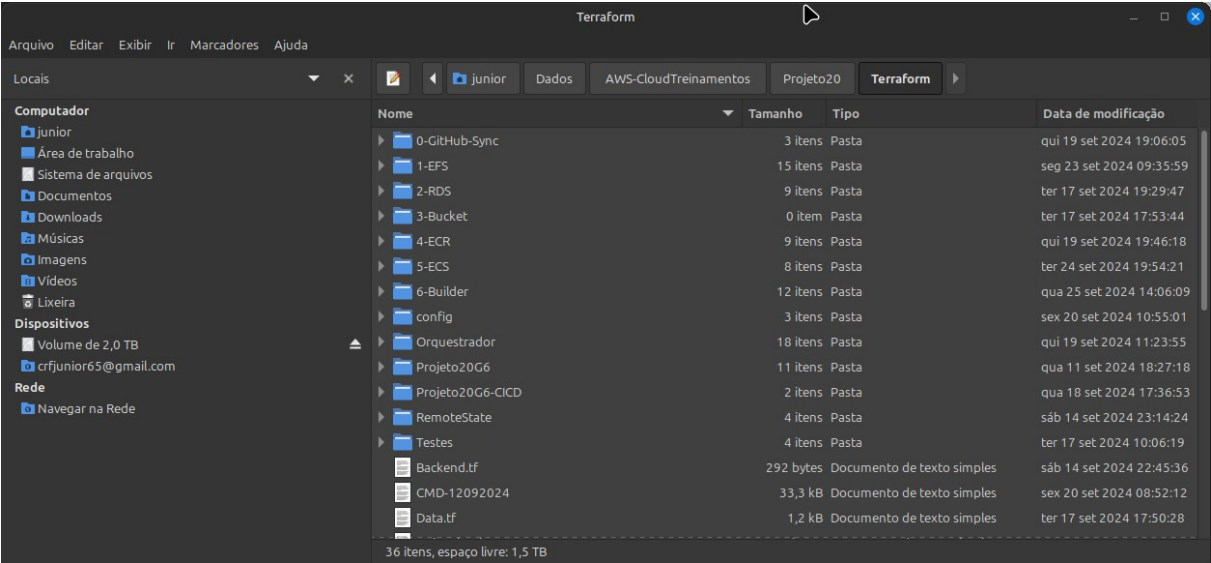 Terraform
Arquivo Editar Exibir Ir Marcadores Ajuda
Locais
junior Dados AWS-CloudTreinamentos Projeto20 Terraform
Computador
junior
Área de trabalho
Sistema de arquivos
Documentos
Downloads
Músicas
Imagens
Vídeos
Lixeira
Dispositivos
Volume de 2,0 TB
crfjunior65@gmail.com
Rede
Navegar na Rede
Nome Tamanho Tipo Data de modificação
0-GitHub-Sync 3 itens Pasta qui 19 set 2024 19:06:05
1-EFS 15 itens Pasta seg 23 set 2024 09:35:59
2-RDS 9 itens Pasta ter 17 set 2024 19:29:47
3-Bucket 0 item Pasta ter 17 set 2024 17:53:44
4-ECR 9 itens Pasta qui 19 set 2024 19:46:18
5-ECS 8 itens Pasta ter 24 set 2024 19:54:21
6-Builder 12 itens Pasta qua 25 set 2024 14:06:09
config 3 itens Pasta sex 20 set 2024 10:55:01
Orquestrador 18 itens Pasta qui 19 set 2024 11:23:55
Projeto20G6 11 itens Pasta qua 11 set 2024 18:27:18
Projeto20G6-CICD 2 itens Pasta qua 18 set 2024 17:36:53
RemoteState 4 itens Pasta sáb 14 set 2024 23:14:24
Testes 4 itens Pasta ter 17 set 2024 10:06:19
Backend.tf 292 bytes Documento de texto simples sáb 14 set 2024 22:45:36
CMD-12092024 33,3 kB Documento de texto simples sex 20 set 2024 08:52:12
Data.tf 1,2 kB Documento de texto simples ter 17 set 2024 17:50:28
36 itens, espaço livre: 1,5 TB